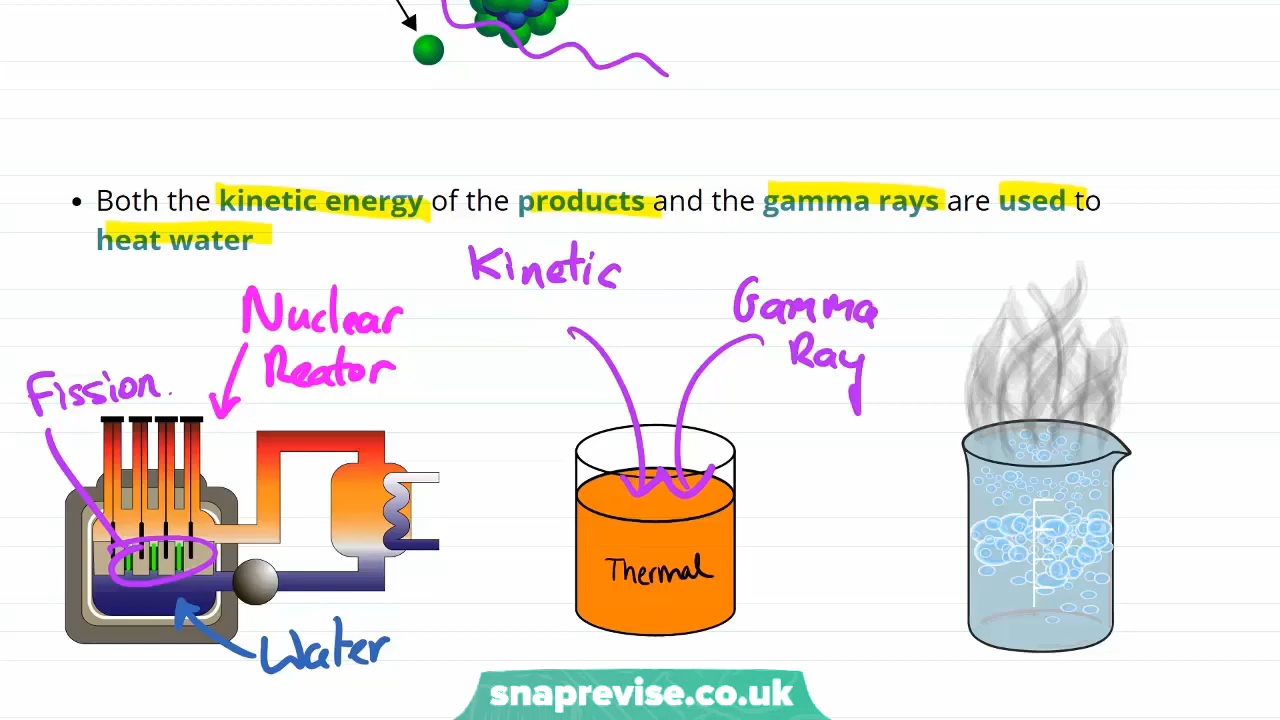 Both the kinetic energy of the products and the gamma rays are used to
heat water
Kinetic
Gamma
Ray
Nuclear
Reator
Fission.
Thermal
Water
snaprevise.co.uk